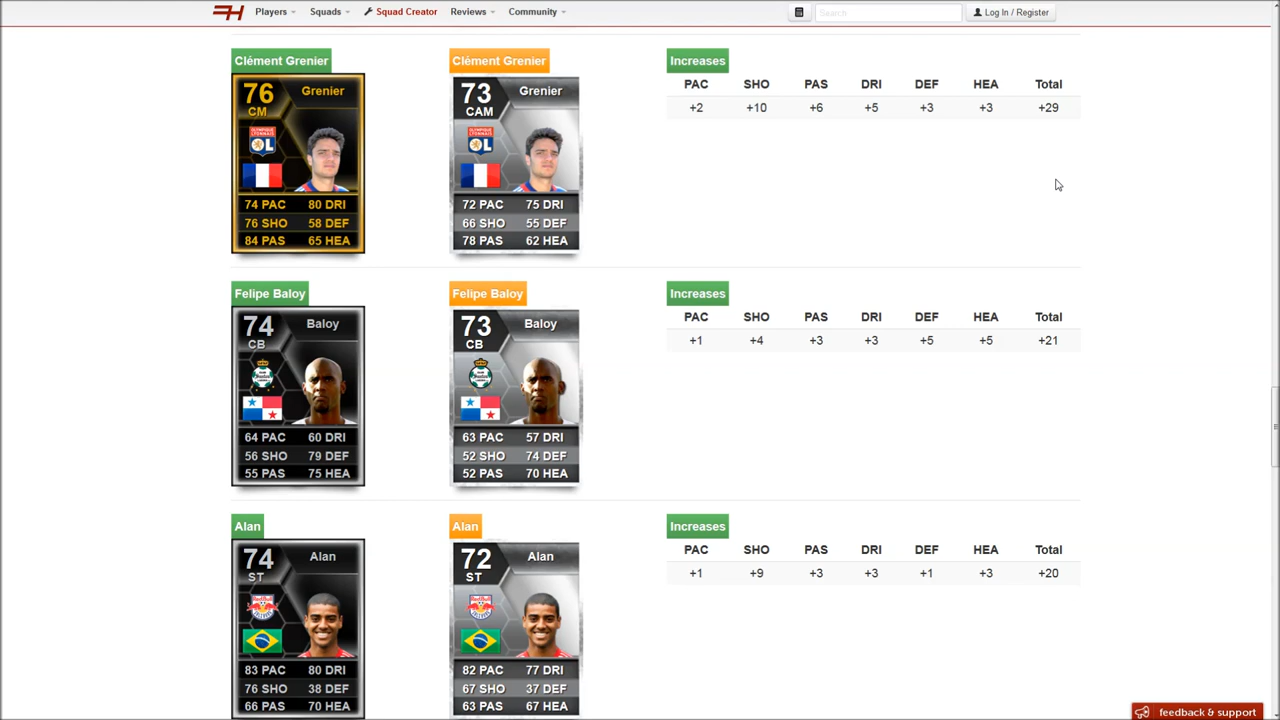 FH Players Squads Squad Creator Reviews Community Search Log In / Register
Clément Grenier Clément Grenier Increases
76 Grenier 73 Grenier PAC SHO PAS DRI DEF HEA Total
CM CAM +2 +10 +6 +5 +3 +3 +29
74 PAC 80 DRI 72 PAC 75 DRI
76 SHO 58 DEF 66 SHO 55 DEF
84 PAS 65 HEA 78 PAS 62 HEA
Felipe Baloy Felipe Baloy Increases
74 Baloy 73 Baloy PAC SHO PAS DRI DEF HEA Total
CB CB +1 +4 +3 +3 +5 +5 +21
64 PAC 60 DRI 63 PAC 57 DRI
56 SHO 79 DEF 52 SHO 74 DEF
55 PAS 75 HEA 52 PAS 70 HEA
Alan Alan Increases
74 Alan 72 Alan PAC SHO PAS DRI DEF HEA Total
ST ST +1 +9 +3 +3 +1 +3 +20
83 PAC 80 DRI 82 PAC 77 DRI
76 SHO 38 DEF 67 SHO 37 DEF
66 PAS 70 HEA 63 PAS 67 HEA
feedback & support